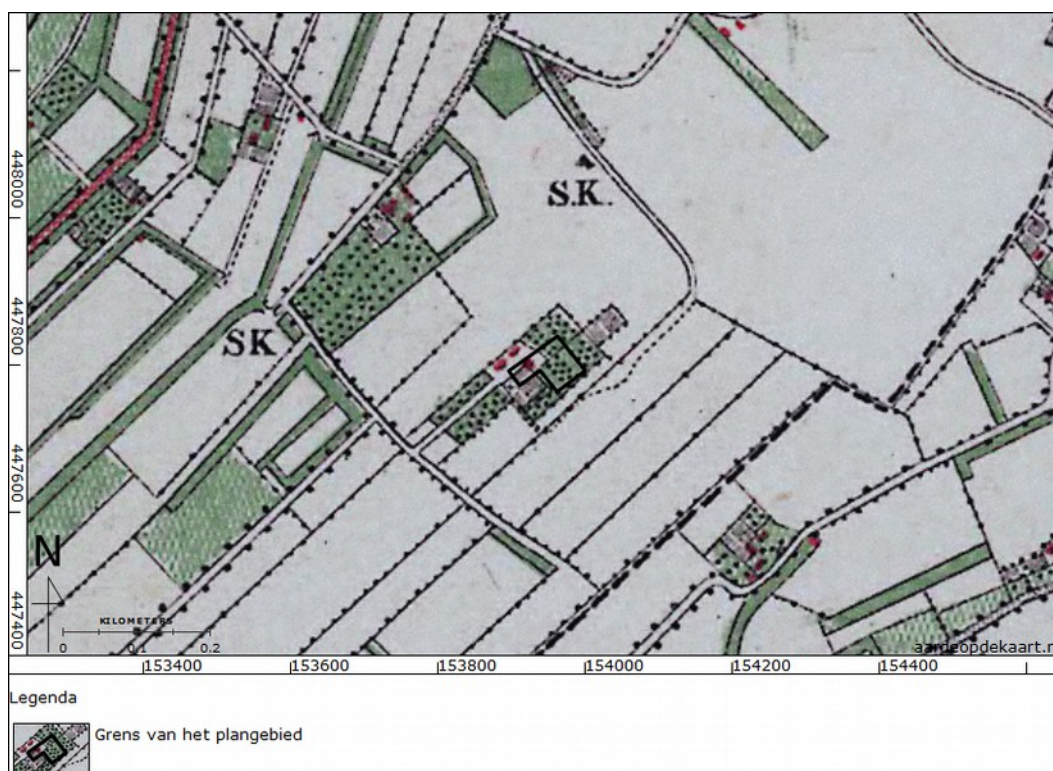 448000
447800
447600
447400
S.K.
SK
N
KILOMETERS
0 0.1 0.2
aardeopdekaart.n
153400 153600 153800 154000 154200 154400
Legenda
Grens van het plangebied